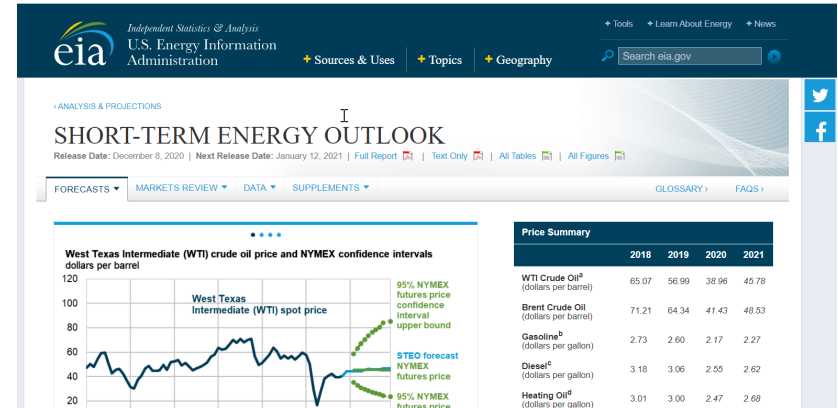 Independent Statistics & Analysis
eia
U.S. Energy Information
Administration
+ Tools + Learn About Energy + News
+ Sources & Uses + Topics + Geography
Search eia.gov
‹ ANALYSIS & PROJECTIONS
SHORT-TERM ENERGY OUTLOOK
Release Date: December 8, 2020 | Next Release Date: January 12, 2021 | Full Report | Text Only | All Tables | All Figures
FORECASTS MARKETS REVIEW DATA SUPPLEMENTS GLOSSARY › FAQS ›
West Texas Intermediate (WTI) crude oil price and NYMEX confidence intervals
dollars per barrel
120
100
80
60
40
20
West Texas
Intermediate (WTI) spot price
95% NYMEX
futures price
confidence
interval
upper bound
STEO forecast
NYMEX
futures price
95% NYMEX
futures price
Price Summary
2018 2019 2020 2021
WTI Crude Oilᵃ
(dollars per barrel) 65.07 56.99 38.96 45.78
Brent Crude Oil
(dollars per barrel) 71.21 64.34 41.43 48.53
Gasolineᵇ
(dollars per gallon) 2.73 2.60 2.17 2.27
Dieselᶜ
(dollars per gallon) 3.18 3.06 2.55 2.62
Heating Oilᵈ
(dollars per gallon) 3.01 3.00 2.47 2.68